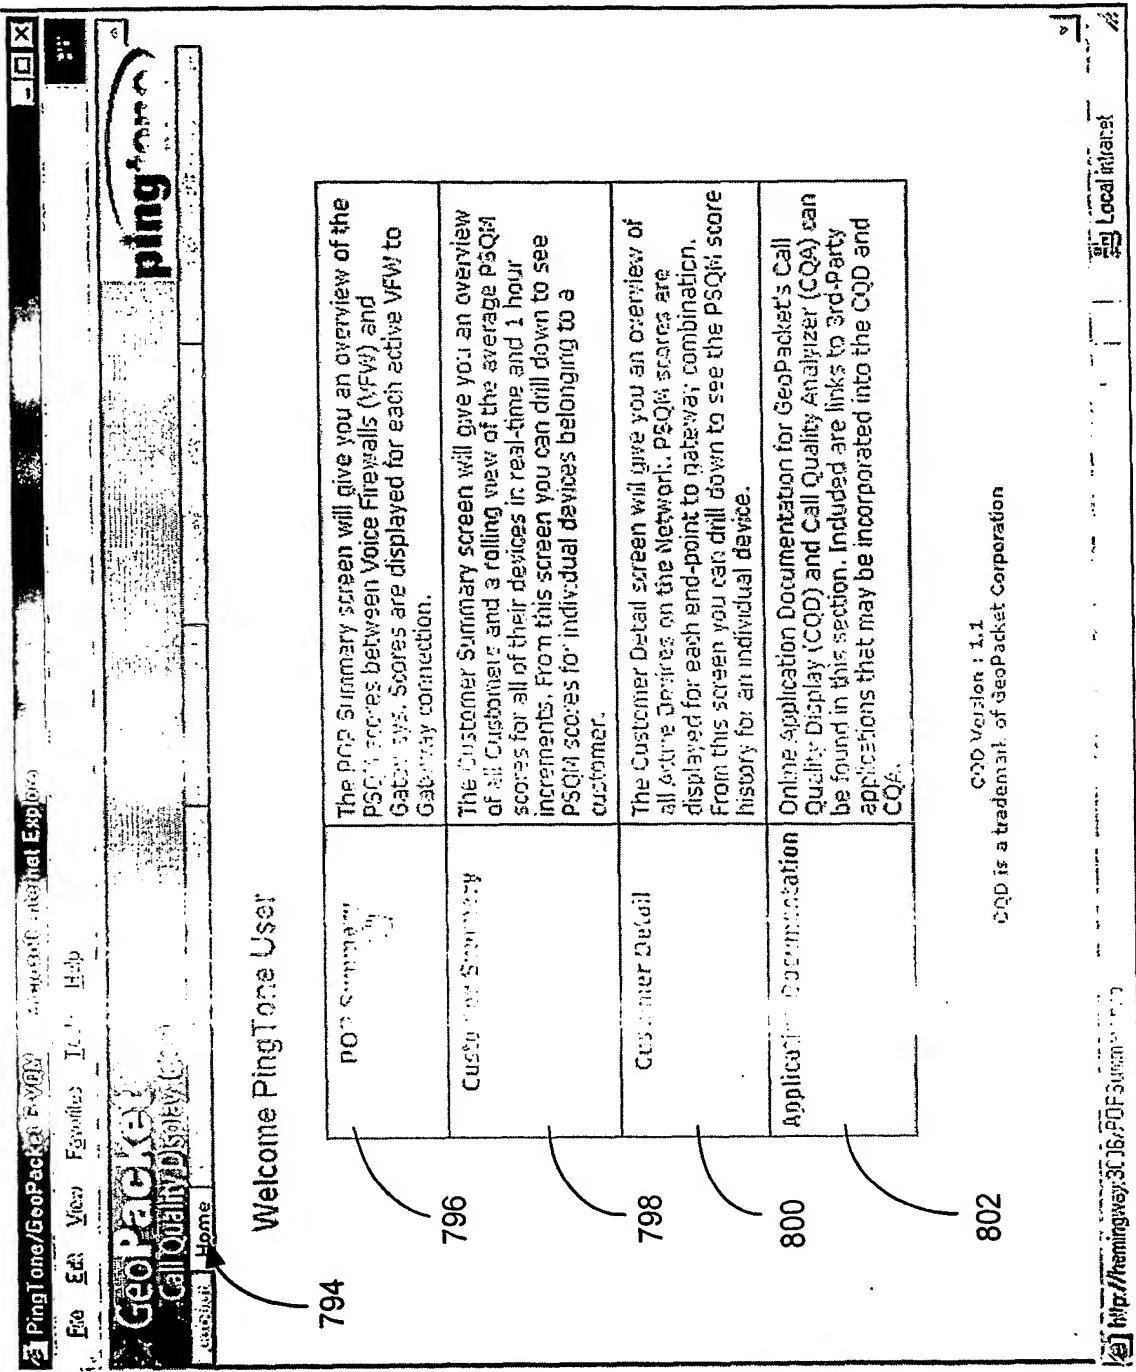 PingTone/GeoPacket
File Edit View Favorites Help
GeoPacket
Call Quality Display
pingtone
Home
794
Welcome PingTone User
796
POP Summary
The POP Summary screen will give you an overview of the
PSQM scores between Voice Firewalls (VFW) and
Gateways. Scores are displayed for each active VFW to
Gateway connection.
798
Customer Summary
The Customer Summary screen will give you an overview
of all Customers and a rolling view of the average PSQM
scores for all of their devices in real-time and 1 hour
increments. From this screen you can drill down to see
PSQM scores for individual devices belonging to a
customer.
800
Customer Detail
The Customer Detail screen will give you an overview of
all Active Devices on the Network. PSQM scores are
displayed for each end-point to gateway combination.
From this screen you can drill down to see the PSQM score
history for an individual device.
802
Application Documentation
Online Application Documentation for GeoPacket's Call
Quality Display (CQD) and Call Quality Analyzer (CQA) can
be found in this section. Included are links to 3rd-Party
applications that may be incorporated into the CQD and
CQA.
CQD Version : 1.1
CQD is a trademark of GeoPacket Corporation
Local intranet